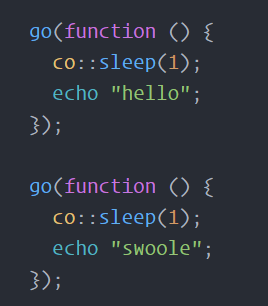 go(function () {
  co::sleep(1);
  echo "hello";
});

go(function () {
  co::sleep(1);
  echo "swoole";
});